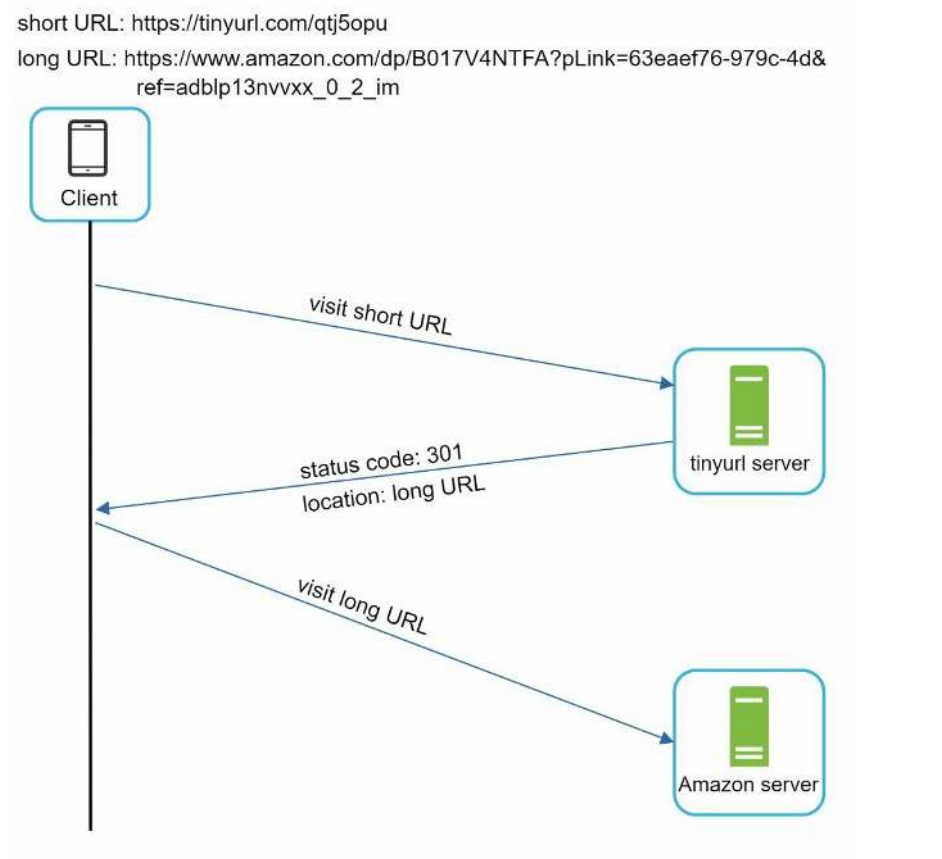 short URL: https://tinyurl.com/qtj5opu
long URL: https://www.amazon.com/dp/B017V4NTFA?pLink=63eaef76-979c-4d&
ref=adblp13nvvxx_0_2_im
Client
visit short URL
tinyurl server
status code: 301
location: long URL
visit long URL
Amazon server